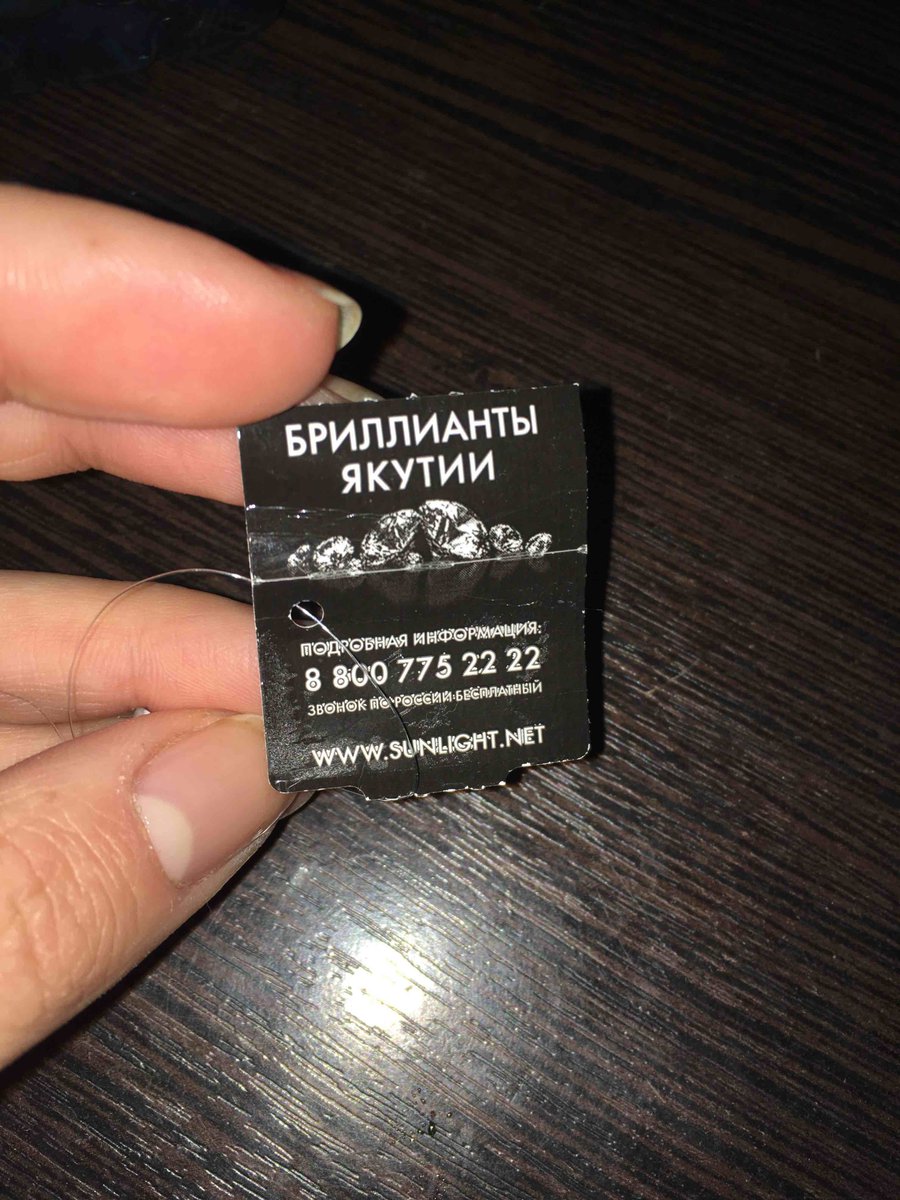 БРИЛЛИАНТЫ
ЯКУТИИ
ПОДРОБНАЯ ИНФОРМАЦИЯ:
8 800 775 22 22
ЗВОНОК ПО РОССИИ БЕСПЛАТНЫЙ
WWW.SUNLIGHT.NET